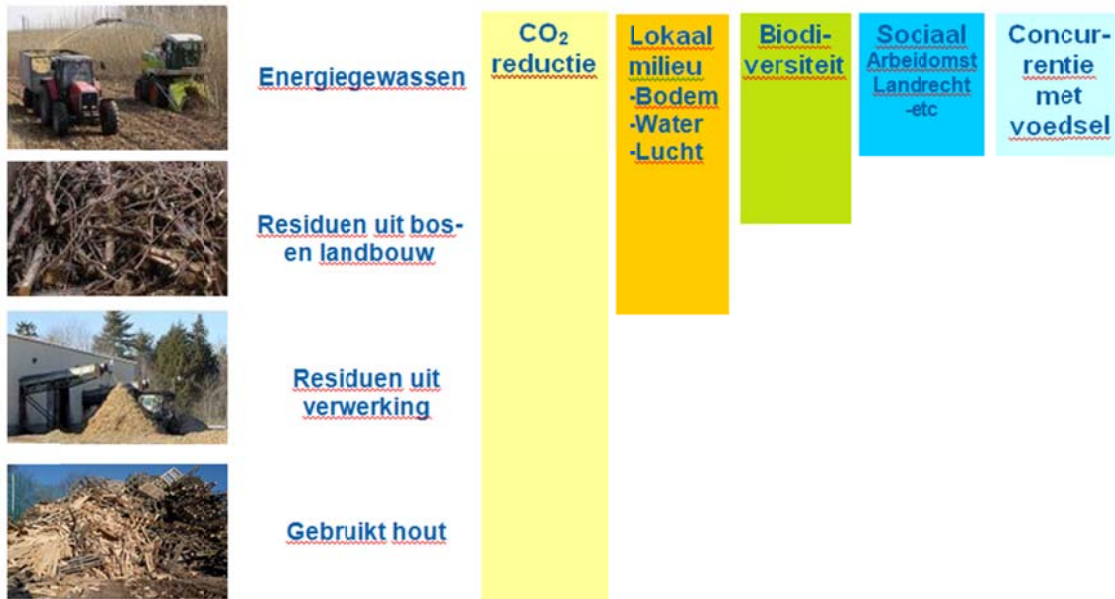 Energiegewassen
Residuen uit bos-
en landbouw
Residuen uit
verwerking
Gebruikt hout
CO₂
reductie
Lokaal
milieu
-Bodem
-Water
-Lucht
Biodi-
versiteit
Sociaal
Arbeidomst
Landrecht
-etc
Concur-
rentie
met
voedsel